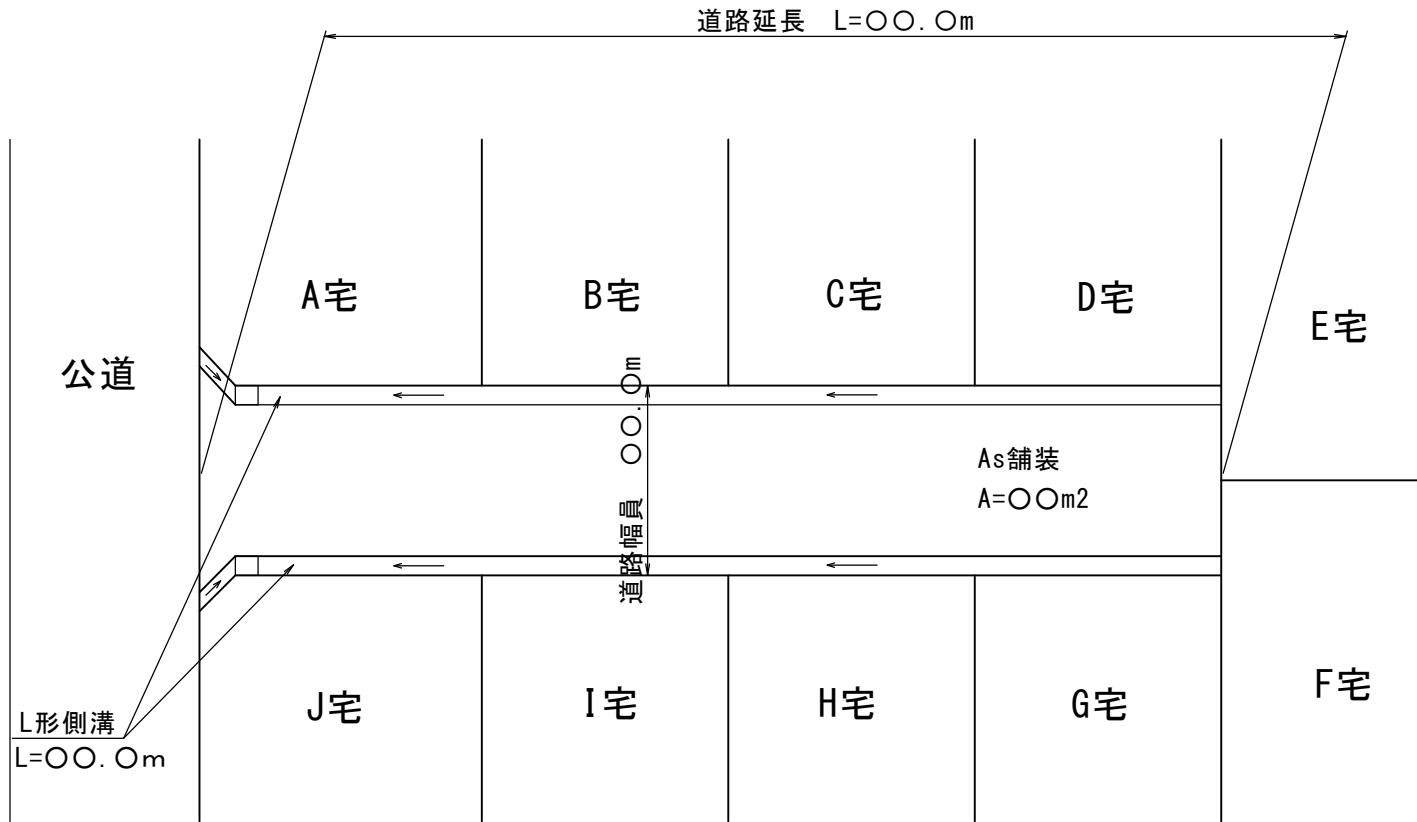 道路延長　L=○○.○m
A宅
B宅
C宅
D宅
E宅
公道
道路幅員　○○.○m
As舗装
A=○○m2
J宅
I宅
H宅
G宅
F宅
L形側溝
L=○○.○ｍ